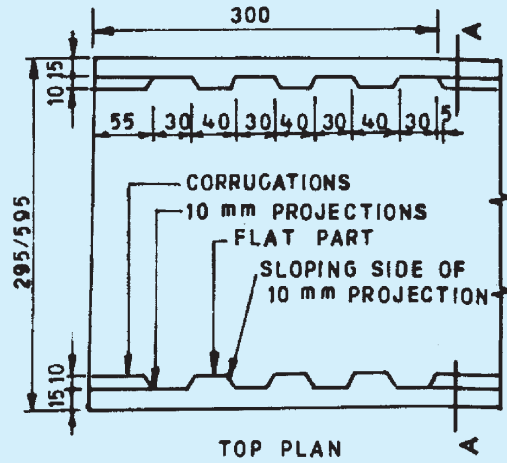 300
A
15
10
55 30 40 30 40 30 40 30 5
295/595
CORRUGATIONS
10 mm PROJECTIONS
FLAT PART
SLOPING SIDE OF
10 mm PROJECTION
10
15
A
TOP PLAN